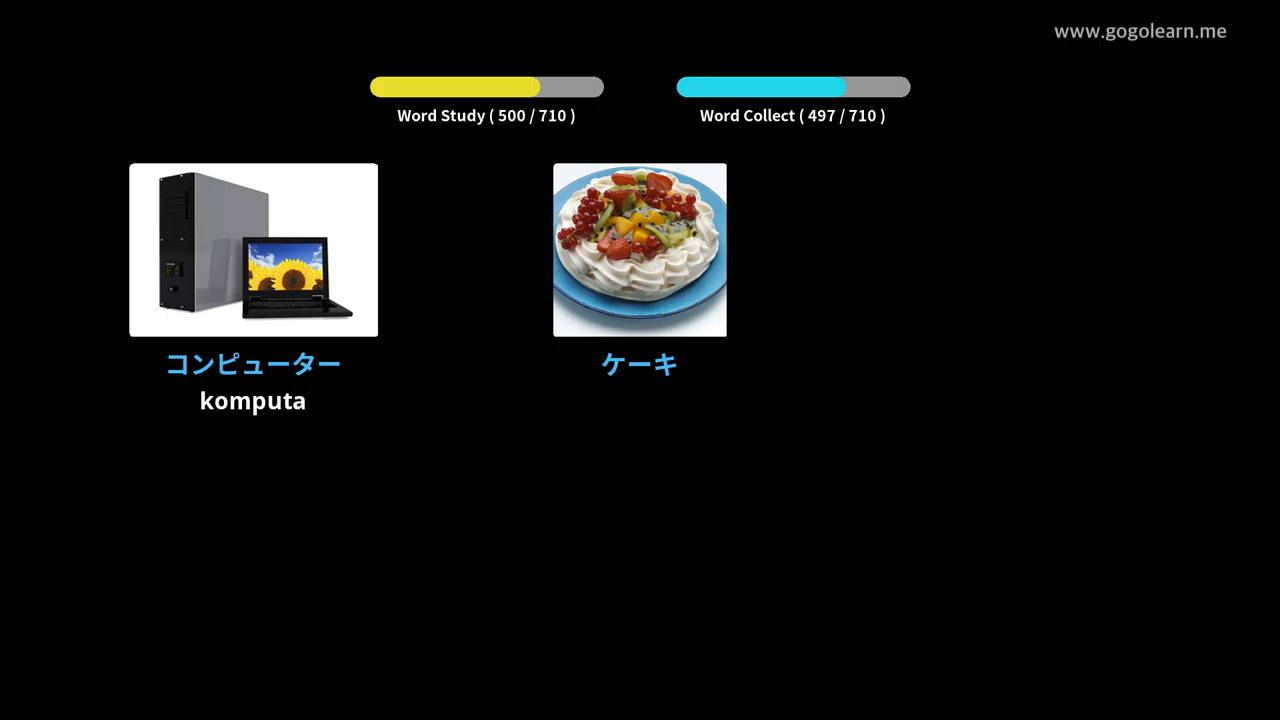 www.gogolearn.me
Word Study ( 500 / 710 )
Word Collect ( 497 / 710 )
コンピューター
komputa
ケーキ